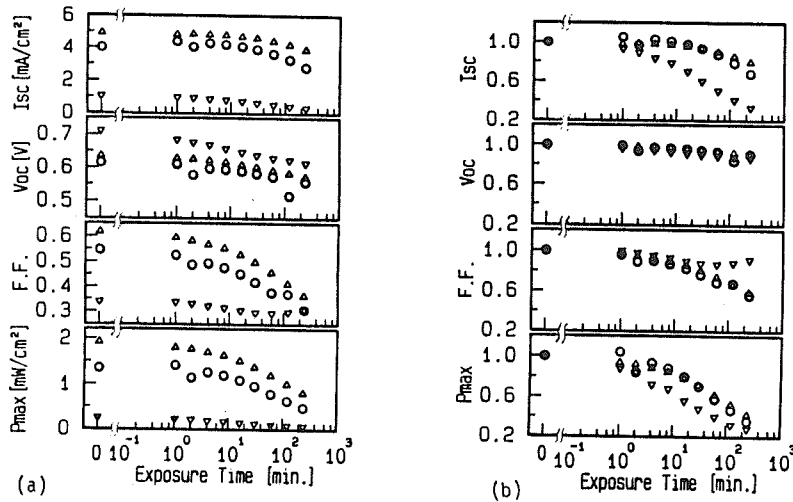 6
4
2
0
Isc [mA/cm²]
0.7
0.6
0.5
Voc [V]
0.6
0.5
0.4
0.3
F.F.
2
1
0
Pmax [mW/cm²]
0 10⁻¹ 10⁰ 10¹ 10² 10³
(a) Exposure Time [min.]
1.0
0.6
0.2
Isc
1.0
0.6
0.2
Voc
1.0
0.6
0.2
F.F.
1.0
0.6
0.2
Pmax
0 10⁻¹ 10⁰ 10¹ 10² 10³
(b) Exposure Time [min.]